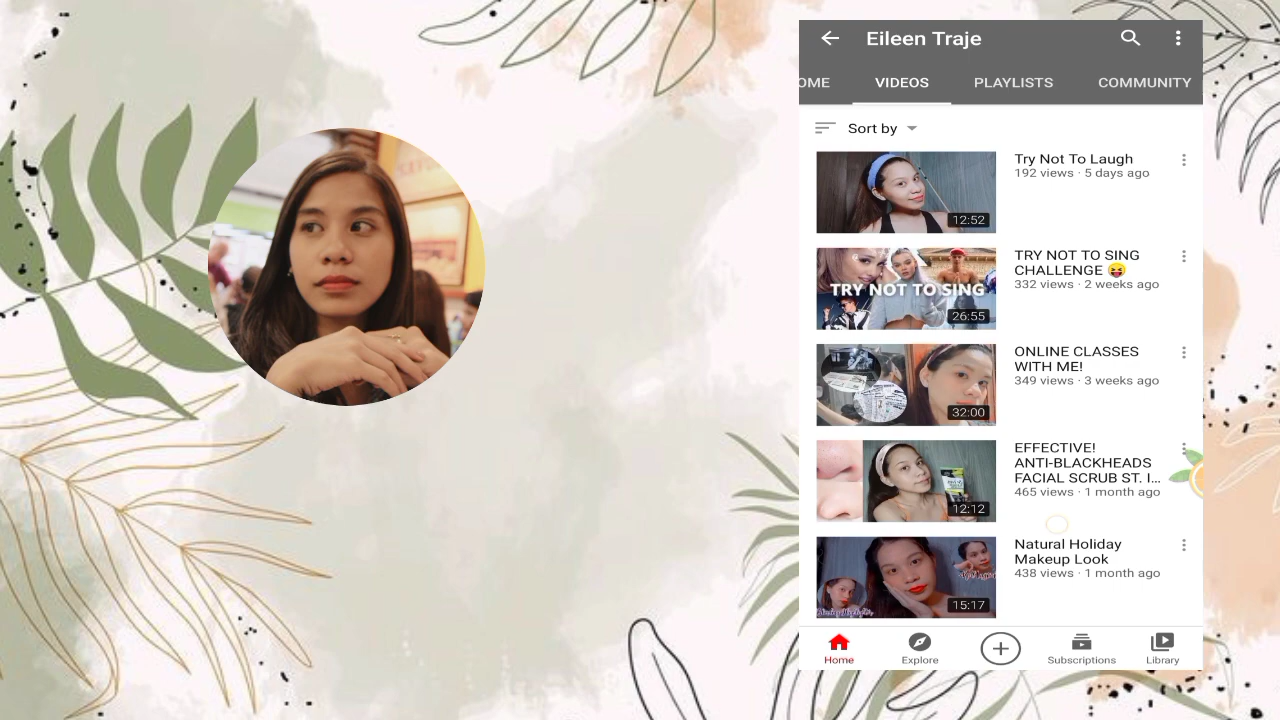 Eileen Traje
OME VIDEOS PLAYLISTS COMMUNITY
Sort by
Try Not To Laugh
192 views · 5 days ago
12:52
TRY NOT TO SING
CHALLENGE 😝
332 views · 2 weeks ago
TRY NOT TO SING
26:55
ONLINE CLASSES
WITH ME!
349 views · 3 weeks ago
32:00
EFFECTIVE!
ANTI-BLACKHEADS
FACIAL SCRUB ST. I...
465 views · 1 month ago
12:12
Natural Holiday
Makeup Look
438 views · 1 month ago
15:17
Home Explore Subscriptions Library